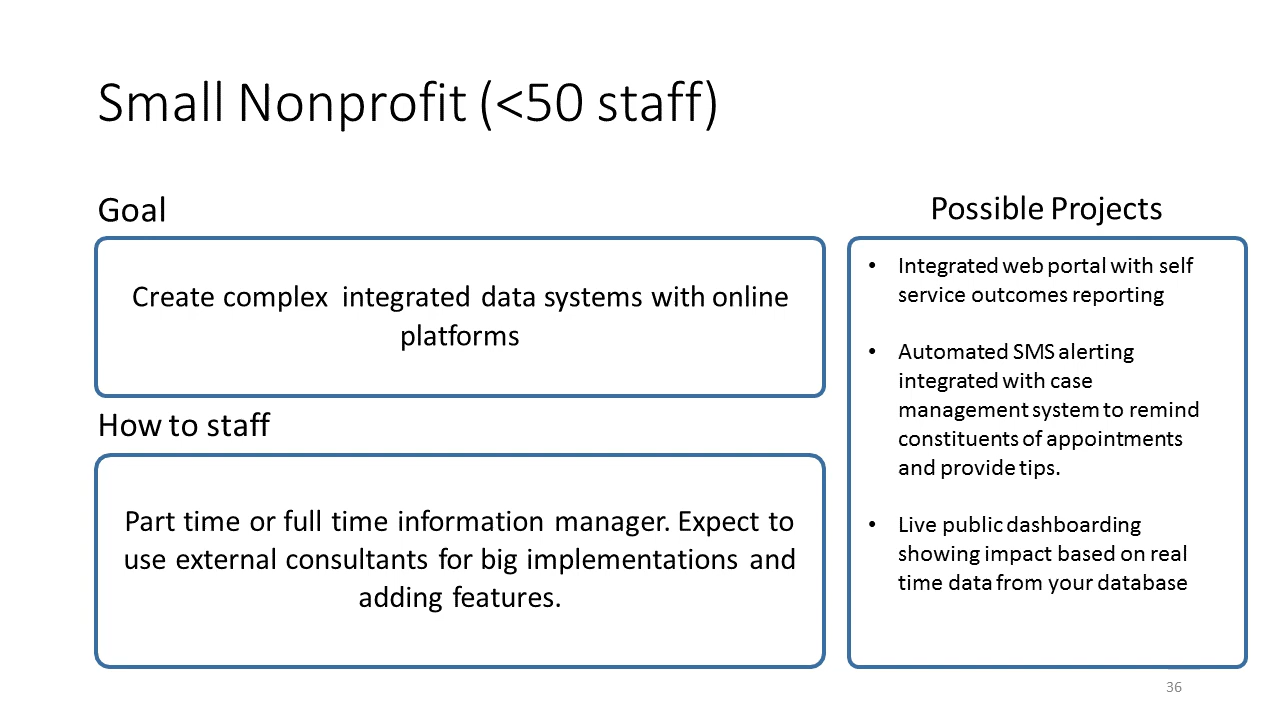 Small Nonprofit (<50 staff)
Goal
Create complex  integrated data systems with online
platforms
How to staff
Part time or full time information manager. Expect to
use external consultants for big implementations and
adding features.
Possible Projects
• Integrated web portal with self
service outcomes reporting
• Automated SMS alerting
integrated with case
management system to remind
constituents of appointments
and provide tips.
• Live public dashboarding
showing impact based on real
time data from your database
36